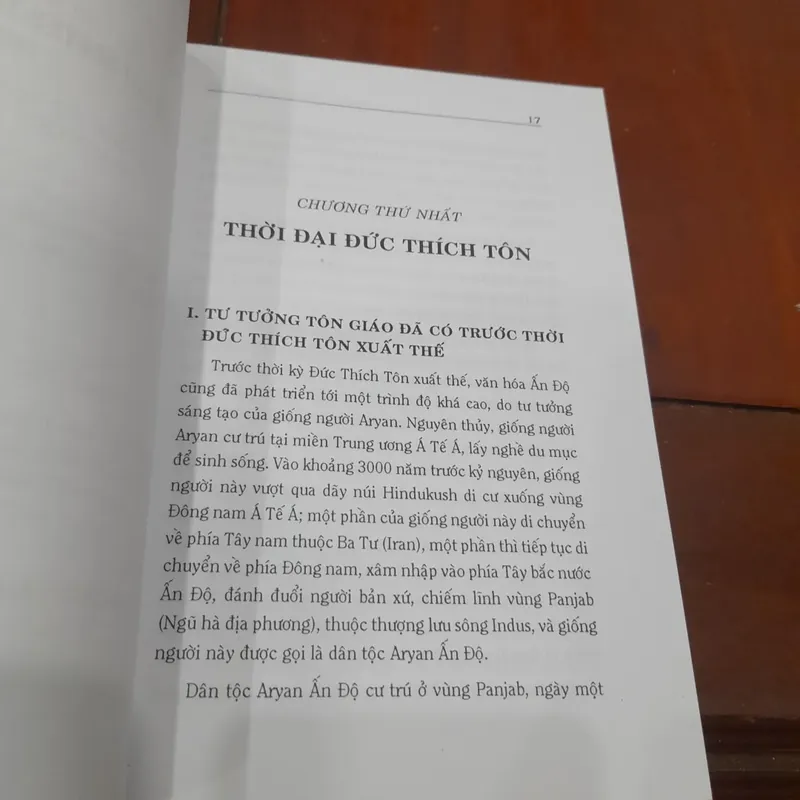 17
CHƯƠNG THỨ NHẤT
THỜI ĐẠI ĐỨC THÍCH TÔN
I. TƯ TƯỞNG TÔN GIÁO ĐÃ CÓ TRƯỚC THỜI
ĐỨC THÍCH TÔN XUẤT THẾ
Trước thời kỳ Đức Thích Tôn xuất thế, văn hóa Ấn Độ
cũng đã phát triển tới một trình độ khá cao, do tư tưởng
sáng tạo của giống người Aryan. Nguyên thủy, giống người
Aryan cư trú tại miền Trung ương Á Tế Á, lấy nghề du mục
để sinh sống. Vào khoảng 3000 năm trước kỷ nguyên, giống
người này vượt qua dãy núi Hindukush di cư xuống vùng
Đông nam Á Tế Á; một phần của giống người này di chuyển
về phía Tây nam thuộc Ba Tư (Iran), một phần thì tiếp tục di
chuyển về phía Đông nam, xâm nhập vào phía Tây bắc nước
Ấn Độ, đánh đuổi người bản xứ, chiếm lĩnh vùng Panjab
(Ngũ hà địa phương), thuộc thượng lưu sông Indus, và giống
người này được gọi là dân tộc Aryan Ấn Độ.
Dân tộc Aryan Ấn Độ cư trú ở vùng Panjab, ngày một